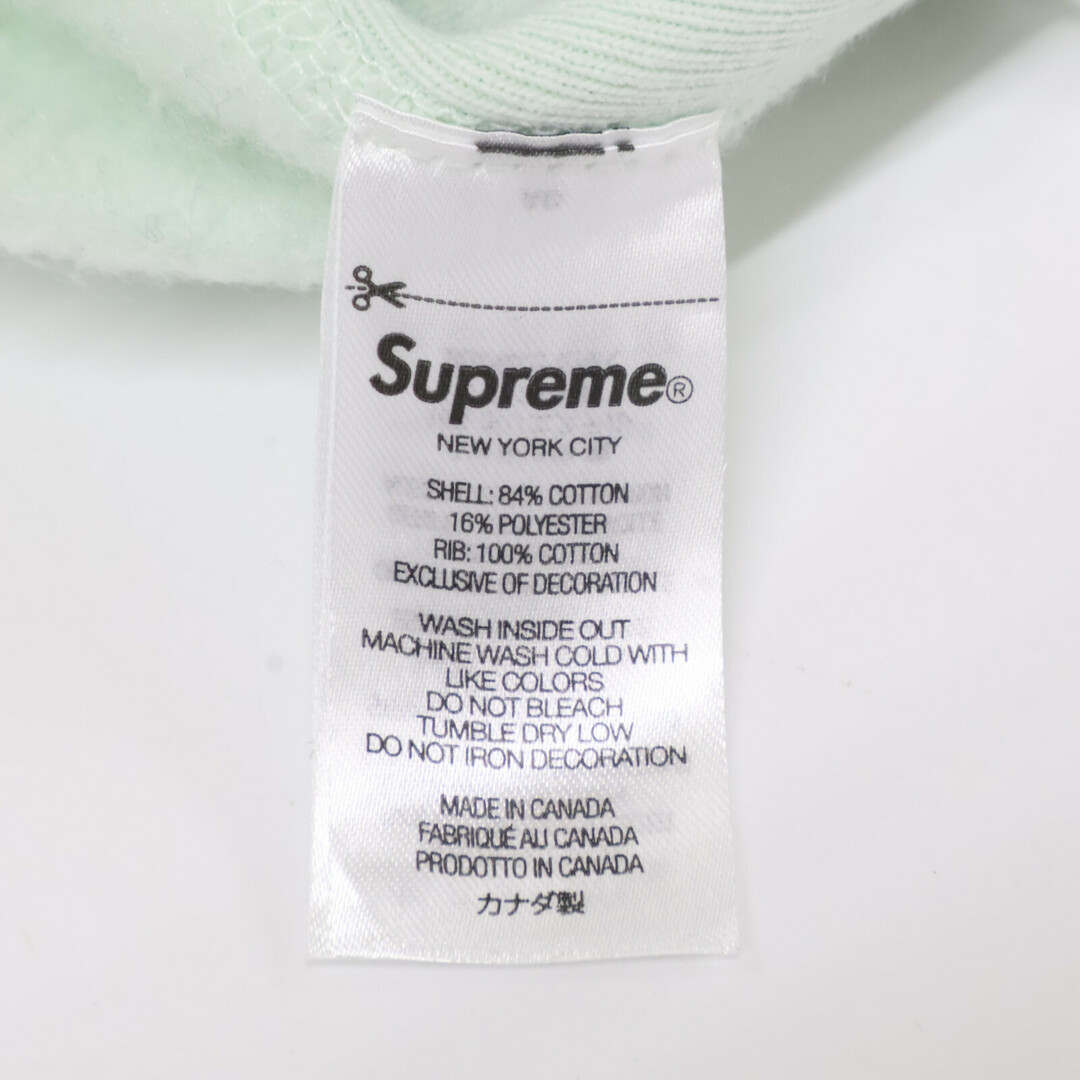 Supreme®
NEW YORK CITY
SHELL: 84% COTTON
16% POLYESTER
RIB: 100% COTTON
EXCLUSIVE OF DECORATION
WASH INSIDE OUT
MACHINE WASH COLD WITH
LIKE COLORS
DO NOT BLEACH
TUMBLE DRY LOW
DO NOT IRON DECORATION
MADE IN CANADA
FABRIQUÉ AU CANADA
PRODOTTO IN CANADA
カナダ製